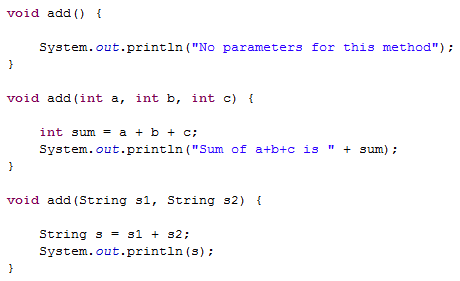 void add() {
System.out.println("No parameters for this method");
}
void add(int a, int b, int c) {
int sum = a + b + c;
System.out.println("Sum of a+b+c is " + sum);
}
void add(String s1, String s2) {
String s = s1 + s2;
System.out.println(s);
}